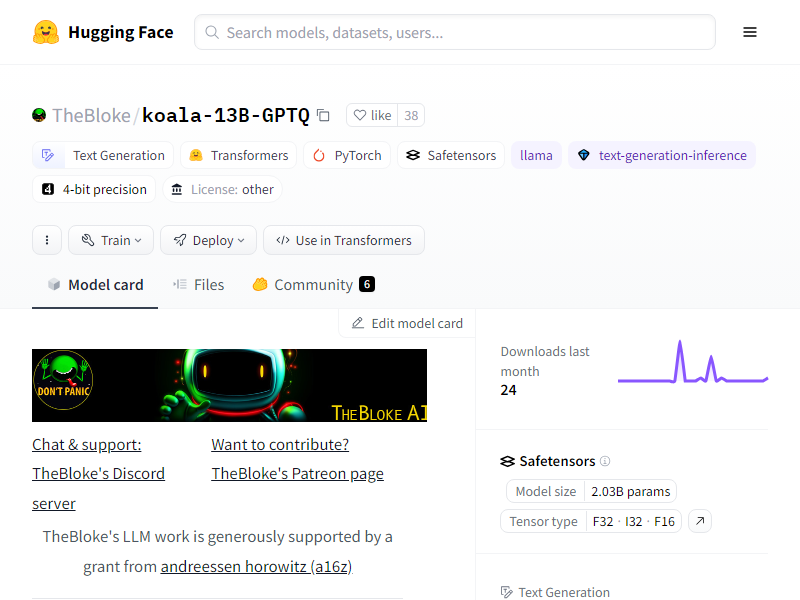 Hugging Face
Search models, datasets, users...
TheBloke/koala-13B-GPTQ
like 38
Text Generation Transformers PyTorch Safetensors llama text-generation-inference
4 4-bit precision License: other
Train Deploy Use in Transformers
Model card Files Community 6
Edit model card
DON'T PANIC
THEBLOKE AI
Chat & support: TheBloke's Discord server
Want to contribute? TheBloke's Patreon page
TheBloke's LLM work is generously supported by a
grant from andreessen horowitz (a16z)
Downloads last
month
24
Safetensors
Model size 2.03B params
Tensor type F32 · I32 · F16
Text Generation